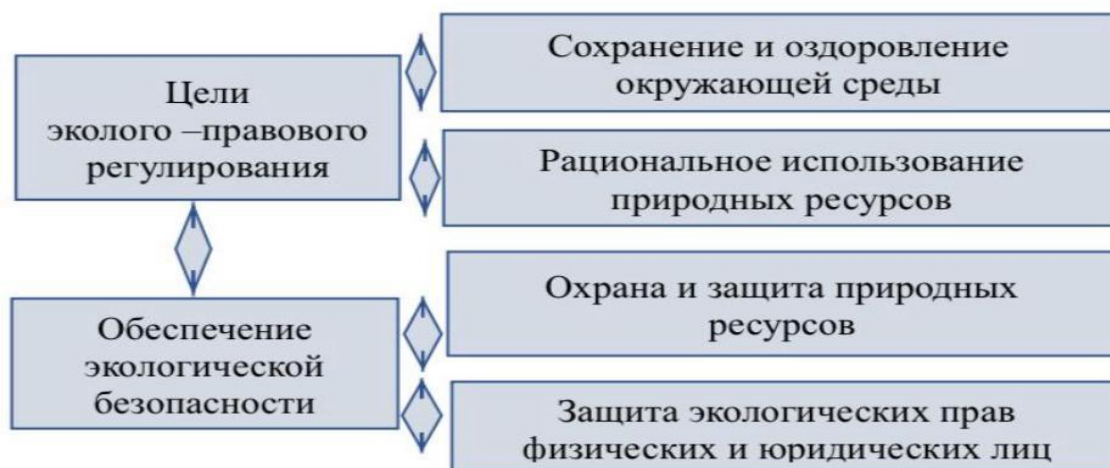 Цели
эколого –правового
регулирования
Сохранение и оздоровление
окружающей среды
Рациональное использование
природных ресурсов
Обеспечение
экологической
безопасности
Охрана и защита природных
ресурсов
Защита экологических прав
физических и юридических лиц